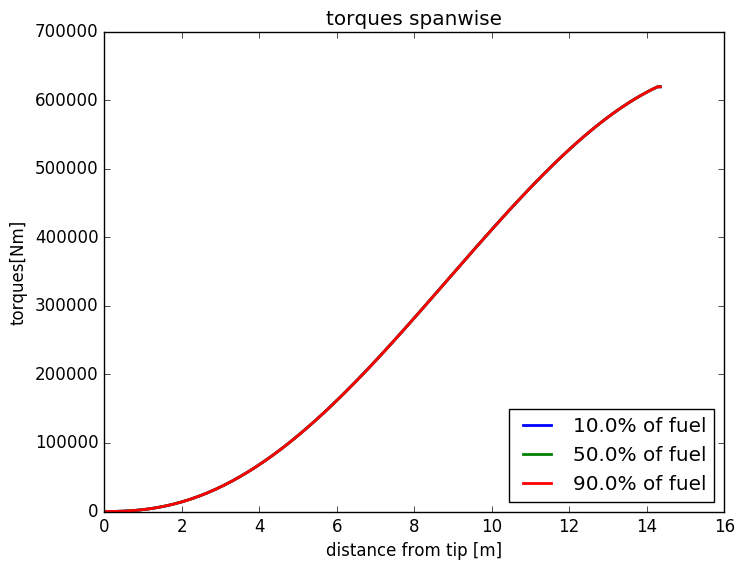 torques spanwise
700000
600000
500000
400000
300000
200000
100000
0
torques[Nm]
0 2 4 6 8 10 12 14 16
distance from tip [m]
10.0% of fuel
50.0% of fuel
90.0% of fuel